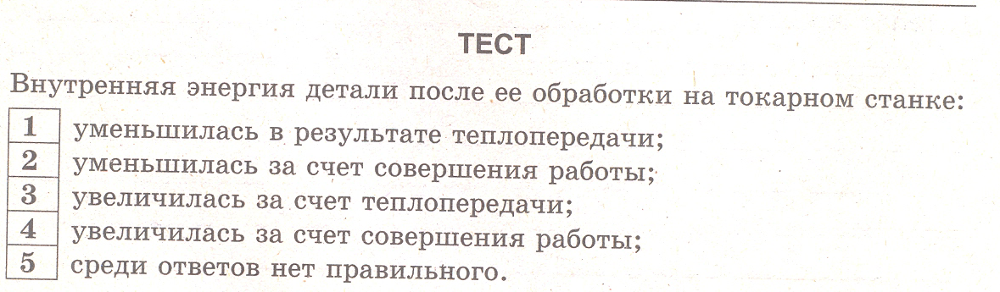 ТЕСТ
Внутренняя энергия детали после ее обработки на токарном станке:
1 уменьшилась в результате теплопередачи;
2 уменьшилась за счет совершения работы;
3 увеличилась за счет теплопередачи;
4 увеличилась за счет совершения работы;
5 среди ответов нет правильного.